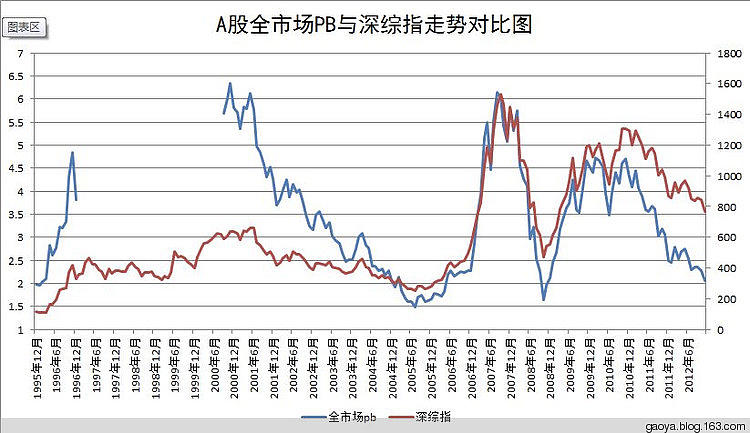 A股全市场PB与深综指走势对比图
图表区
7
6.5
6
5.5
5
4.5
4
3.5
3
2.5
2
1.5
1
1800
1600
1400
1200
1000
800
600
400
200
0
1995年12月
1996年6月
1996年12月
1997年6月
1997年12月
1998年6月
1998年12月
1999年6月
1999年12月
2000年6月
2000年12月
2001年6月
2001年12月
2002年6月
2002年12月
2003年6月
2003年12月
2004年6月
2004年12月
2005年6月
2005年12月
2006年6月
2006年12月
2007年6月
2007年12月
2008年6月
2008年12月
2009年6月
2009年12月
2010年6月
2010年12月
2011年6月
2011年12月
2012年6月
全市场pb
深综指
gaoya.blog.163.com